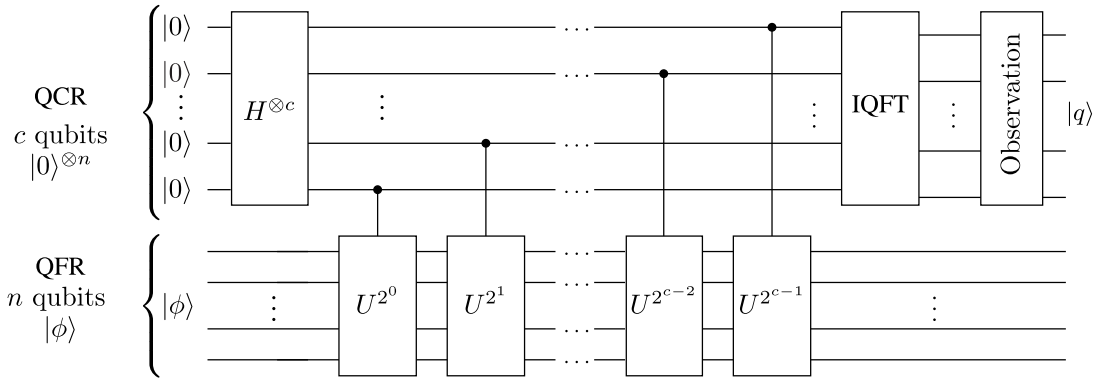 QCR
c qubits
|0⟩^{⊗n}
|0⟩
|0⟩
⋮
|0⟩
|0⟩
H^{⊗c}
⋮
...
...
...
...
⋮
IQFT
⋮
Observation
|q⟩
QFR
n qubits
|ϕ⟩
|ϕ⟩
⋮
U^{2^0}
U^{2^1}
...
...
...
...
U^{2^{c-2}}
U^{2^{c-1}}
⋮